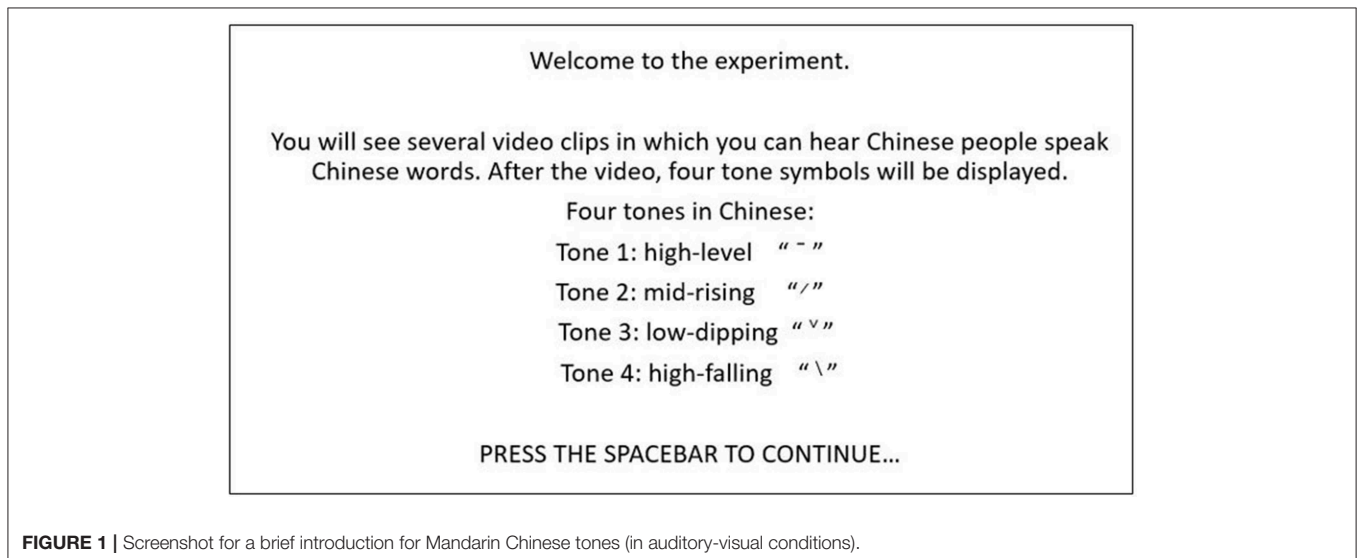 Welcome to the experiment.
You will see several video clips in which you can hear Chinese people speak
Chinese words. After the video, four tone symbols will be displayed.
Four tones in Chinese:
Tone 1: high-level “ˉ”
Tone 2: mid-rising “ˊ”
Tone 3: low-dipping “ˇ”
Tone 4: high-falling “ˋ”
PRESS THE SPACEBAR TO CONTINUE...
FIGURE 1 | Screenshot for a brief introduction for Mandarin Chinese tones (in auditory-visual conditions).